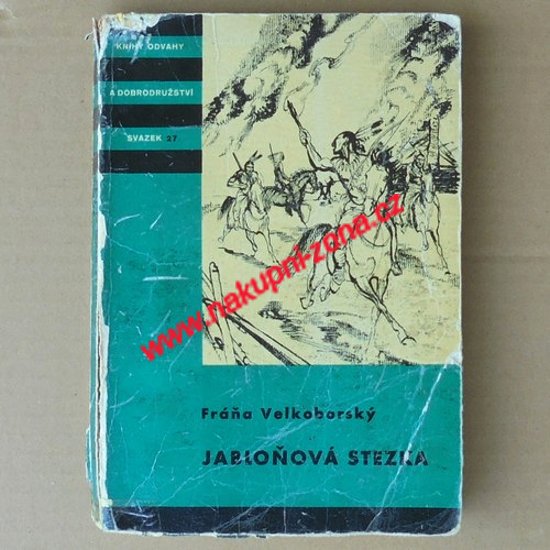 KNIHY ODVAHY
A DOBRODRUŽSTVÍ
SVAZEK 27
www.nakupni-zona.cz
Fráňa Velkoborský
JABLOŇOVÁ STEZKA